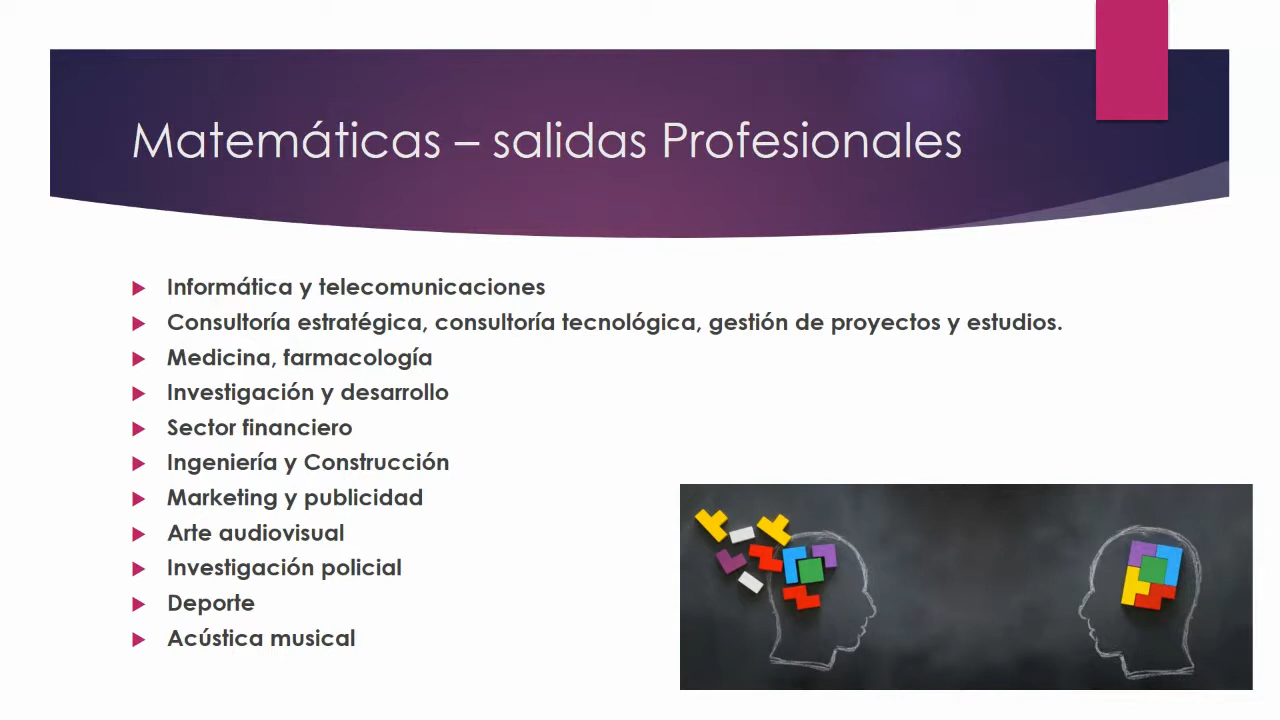 Matemáticas – salidas Profesionales
Informática y telecomunicaciones
Consultoría estratégica, consultoría tecnológica, gestión de proyectos y estudios.
Medicina, farmacología
Investigación y desarrollo
Sector financiero
Ingeniería y Construcción
Marketing y publicidad
Arte audiovisual
Investigación policial
Deporte
Acústica musical